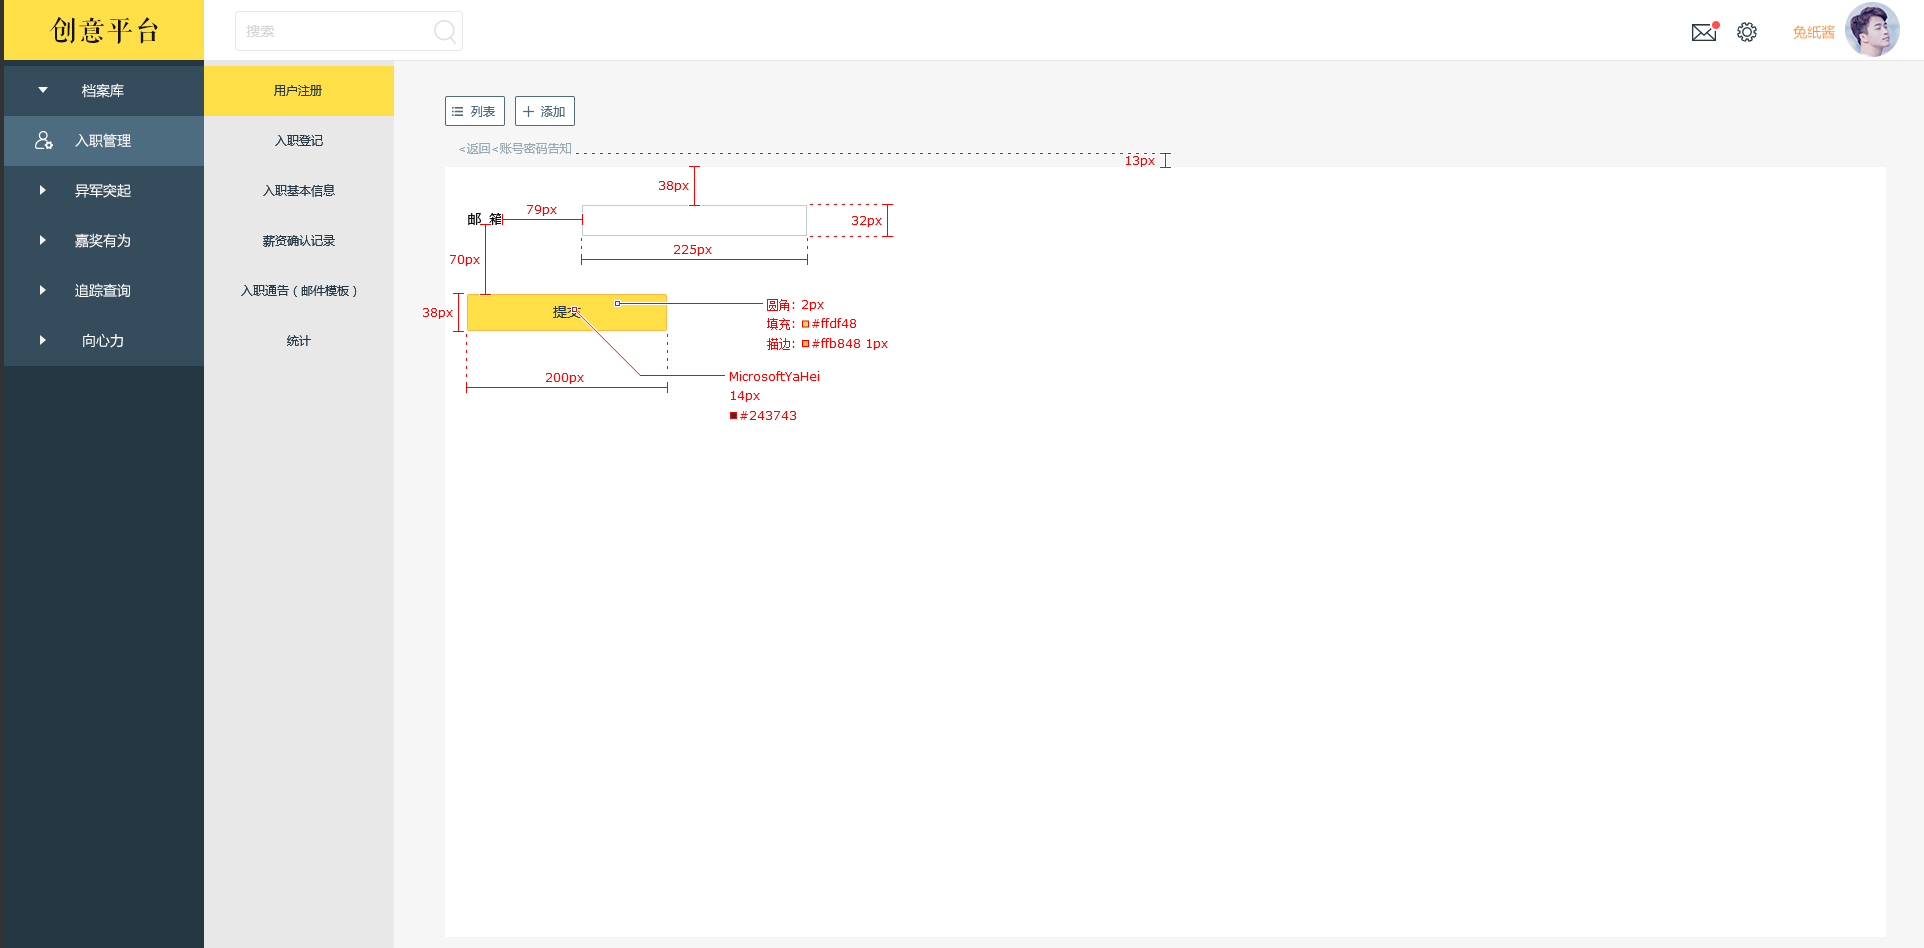 创意平台
搜索
兔纸酱
档案库
入职管理
异军突起
嘉奖有为
追踪查询
向心力
用户注册
入职登记
入职基本信息
薪资确认记录
入职通告（邮件模板）
统计
列表
添加
<返回<账号密码告知
13px
38px
邮 箱
79px
32px
225px
70px
38px
提交
圆角：2px
填充：#ffdf48
描边：#ffb848 1px
200px
MicrosoftYaHei
14px
#243743